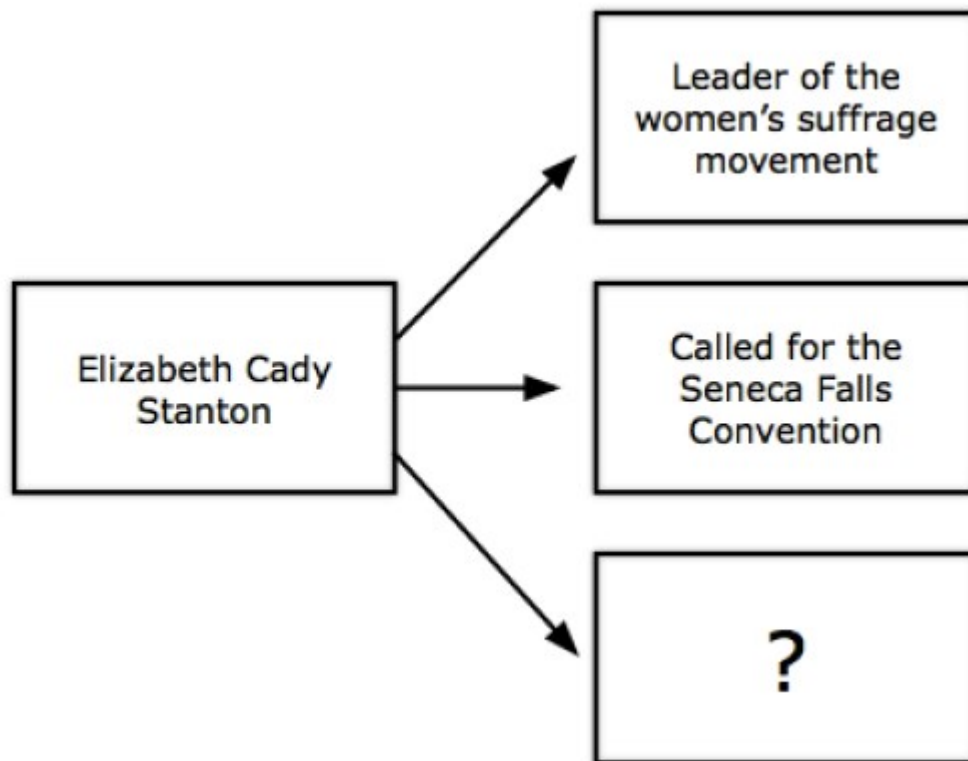 Leader of the
women's suffrage
movement
Elizabeth Cady
Stanton
Called for the
Seneca Falls
Convention
?